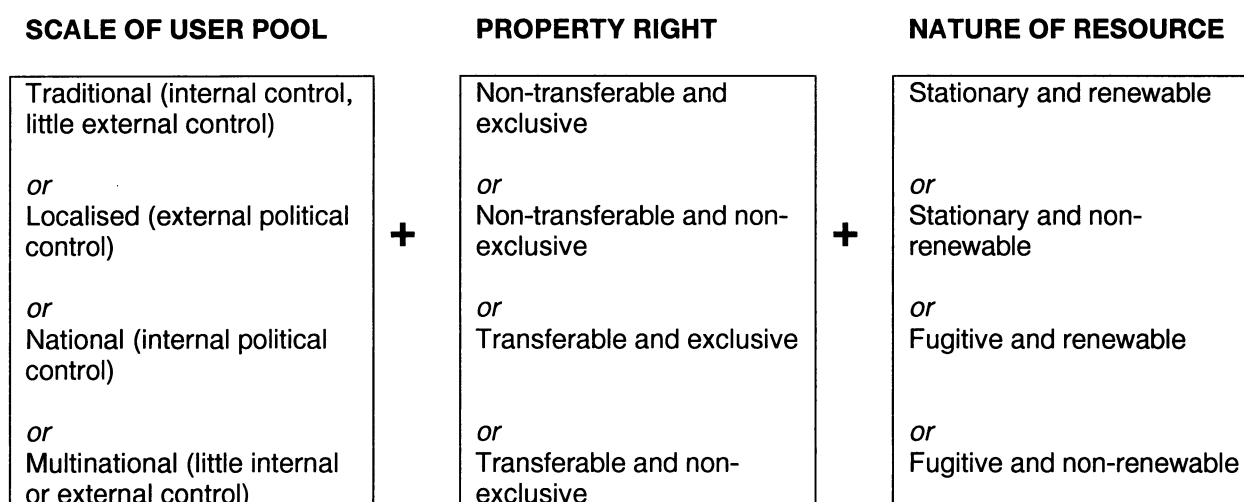 SCALE OF USER POOL
Traditional (internal control,
little external control)
or
Localised (external political
control)
or
National (internal political
control)
or
Multinational (little internal
or external control)
+
PROPERTY RIGHT
Non-transferable and
exclusive
or
Non-transferable and non-
exclusive
or
Transferable and exclusive
or
Transferable and non-
exclusive
+
NATURE OF RESOURCE
Stationary and renewable
or
Stationary and non-
renewable
or
Fugitive and renewable
or
Fugitive and non-renewable